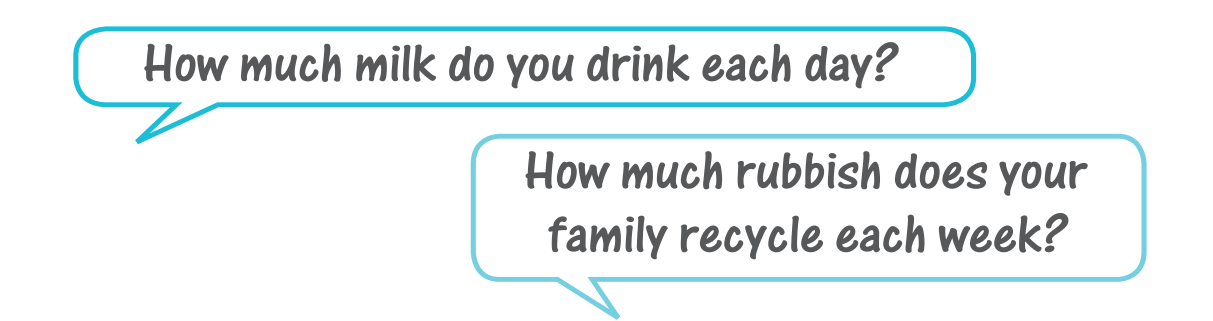 How much milk do you drink each day?
How much rubbish does your
family recycle each week?